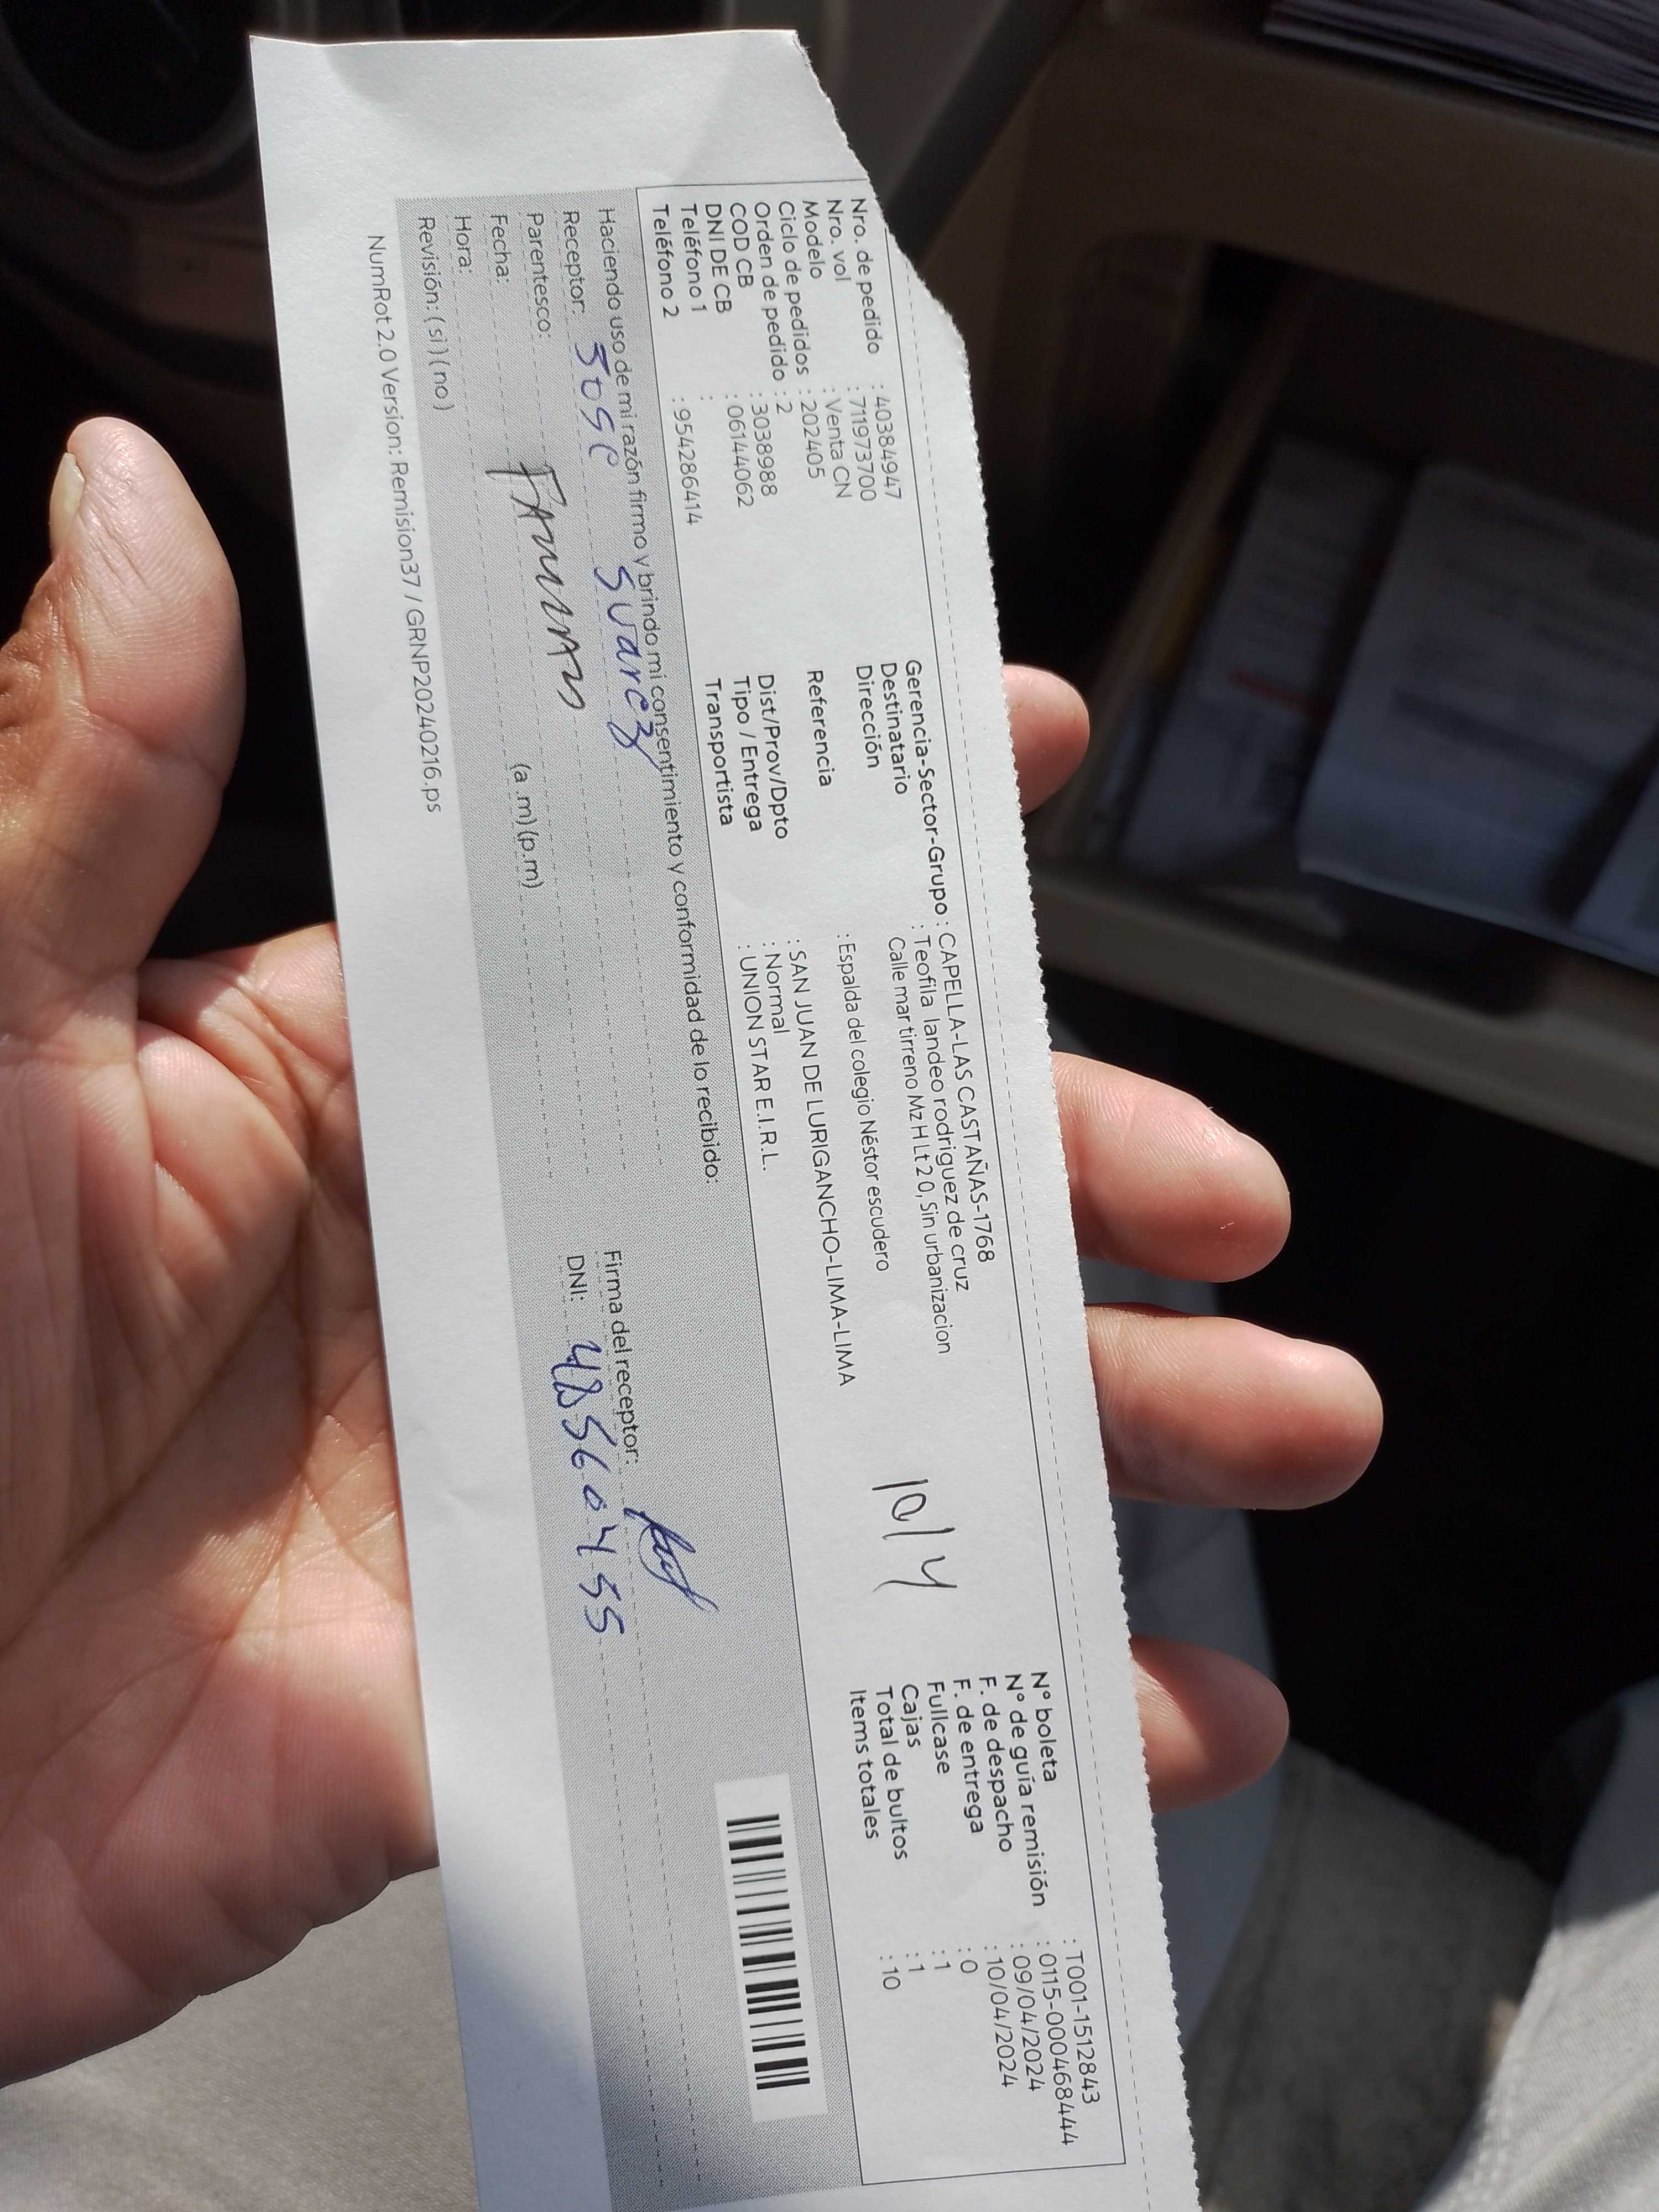 Nro. de pedido : 40384947
Nro. vol : 711973700
Modelo : Venta CN
Ciclo de pedidos : 202405
Orden de pedido : 2
COD CB : 3038988
DNI DE CB : 06144062
Teléfono 1 :
Teléfono 2 : 954286414
Gerencia-Sector-Grupo : CAPELLA-LAS CASTAÑAS-1768
Destinatario : Teofila landeo rodriguez de cruz
Dirección Calle mar tirreno Mz H Lt 2 0, Sin urbanizacion
Referencia : Espalda del colegio Néstor escudero
Dist/Prov/Dpto : SAN JUAN DE LURIGANCHO-LIMA-LIMA
Tipo / Entrega : Normal
Transportista : UNION STAR E.I.R.L.
10/4
N° boleta : T001-1512843
N° de guía remisión : 0115-000468444
F. de despacho : 09/04/2024
F. de entrega : 10/04/2024
Fullcase : 0
Cajas : 1
Total de bultos : 1
Items totales : 10
Haciendo uso de mi razón firmo y brindo mi consentimiento y conformidad de lo recibido:
Receptor: Jose Suarez
Parentesco:
Fecha:
Hora: (a .m) (p.m)
Revisión: ( si ) ( no )
Firma del receptor:
DNI: 48560455
NumRot 2.0 Version: Remision37 / GRNP20240216.ps